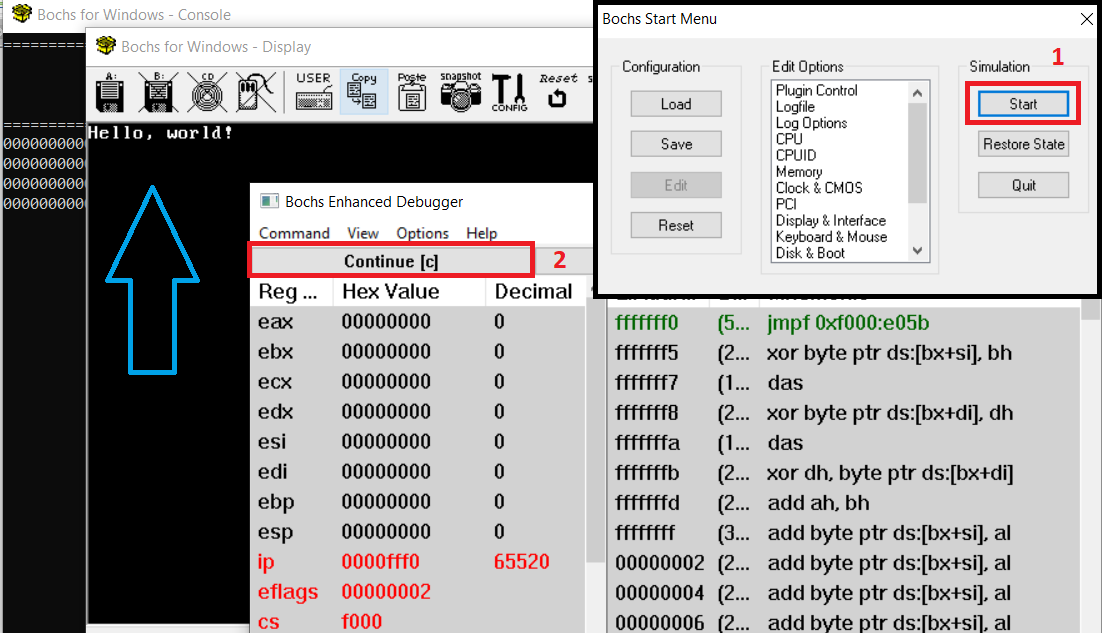 Bochs for Windows - Console
==========
==========
Bochs for Windows - Display
A: B: CD USER Copy Paste snapshot CONFIG Reset s
Hello, world!
Bochs Enhanced Debugger
Command View Options Help
Continue [c]
2
Reg ... Hex Value Decimal
eax 00000000 0
ebx 00000000 0
ecx 00000000 0
edx 00000000 0
esi 00000000 0
edi 00000000 0
ebp 00000000 0
esp 00000000 0
ip 0000fff0 65520
eflags 00000002
cs f000
fffffff0 (5... jmpf 0xf000:e05b
fffffff5 (2... xor byte ptr ds:[bx+si], bh
fffffff7 (1... das
fffffff8 (2... xor byte ptr ds:[bx+di], dh
fffffffa (1... das
fffffffb (2... xor dh, byte ptr ds:[bx+di]
fffffffd (2... add ah, bh
ffffffff (3... add byte ptr ds:[bx+si], al
00000002 (2... add byte ptr ds:[bx+si], al
00000004 (2... add byte ptr ds:[bx+si], al
00000006 (2... add byte ptr ds:[bx+si], al
Bochs Start Menu
Configuration
Load
Save
Edit
Reset
Edit Options
Plugin Control
Logfile
Log Options
CPU
CPUID
Memory
Clock & CMOS
PCI
Display & Interface
Keyboard & Mouse
Disk & Boot
1
Simulation
Start
Restore State
Quit